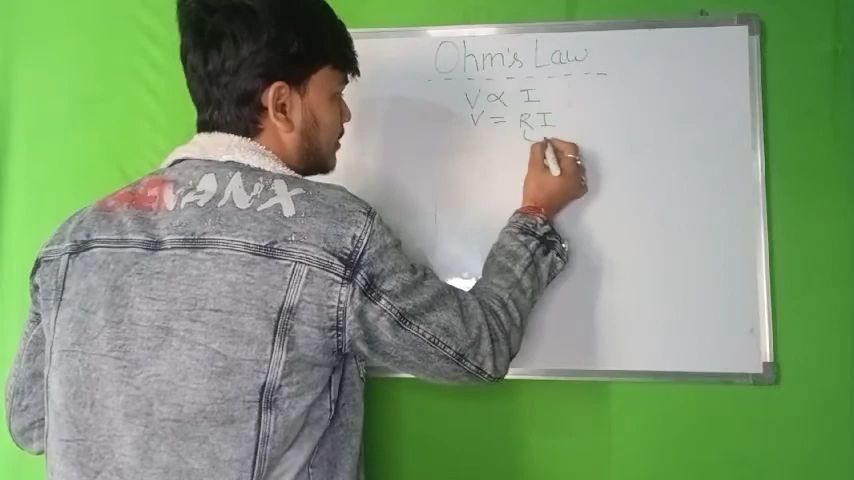 Ohm's Law
V ∝ I
V = RI